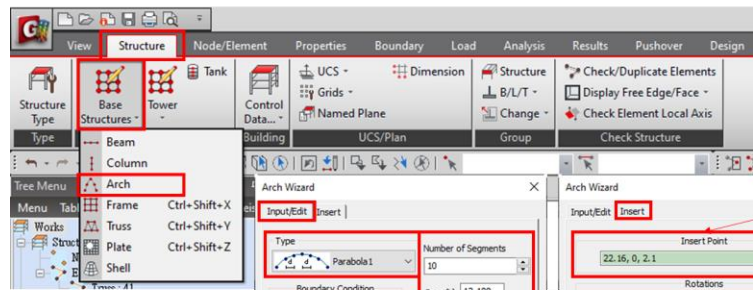 View Structure Node/Element Properties Boundary Load Analysis Results Pushover Design
Structure Type
Base Structures
Tower
Tank
Control Data...
UCS
Grids
Named Plane
Dimension
Structure
B/L/T
Change
Check/Duplicate Elements
Display Free Edge/Face
Check Element Local Axis
Type Building UCS/Plan Group Check Structure
Beam
Column
Arch
Frame Ctrl+Shift+X
Truss Ctrl+Shift+Y
Plate Ctrl+Shift+Z
Shell
Tree Menu
Menu
Works
Arch Wizard
Input/Edit Insert
Type
Parabola1
Number of Segments
10
Boundary Condition
Arch Wizard
Input/Edit Insert
Insert Point
22.16, 0, 2.1
Rotations